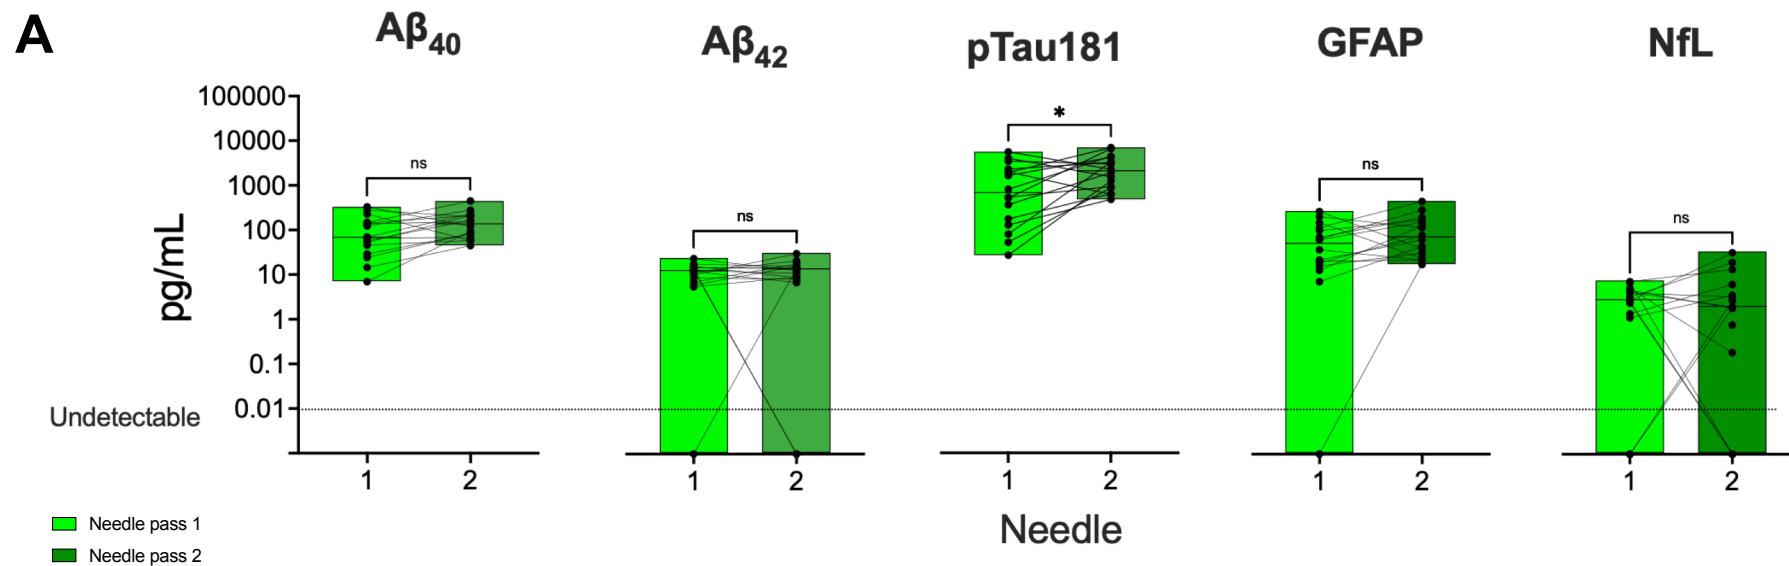 A
Aβ40
Aβ42
pTau181
GFAP
NfL
pg/mL
100000
10000
1000
100
10
1
0.1
0.01
Undetectable
ns
ns
*
ns
ns
1 2
1 2
1 2
1 2
1 2
Needle
Needle pass 1
Needle pass 2